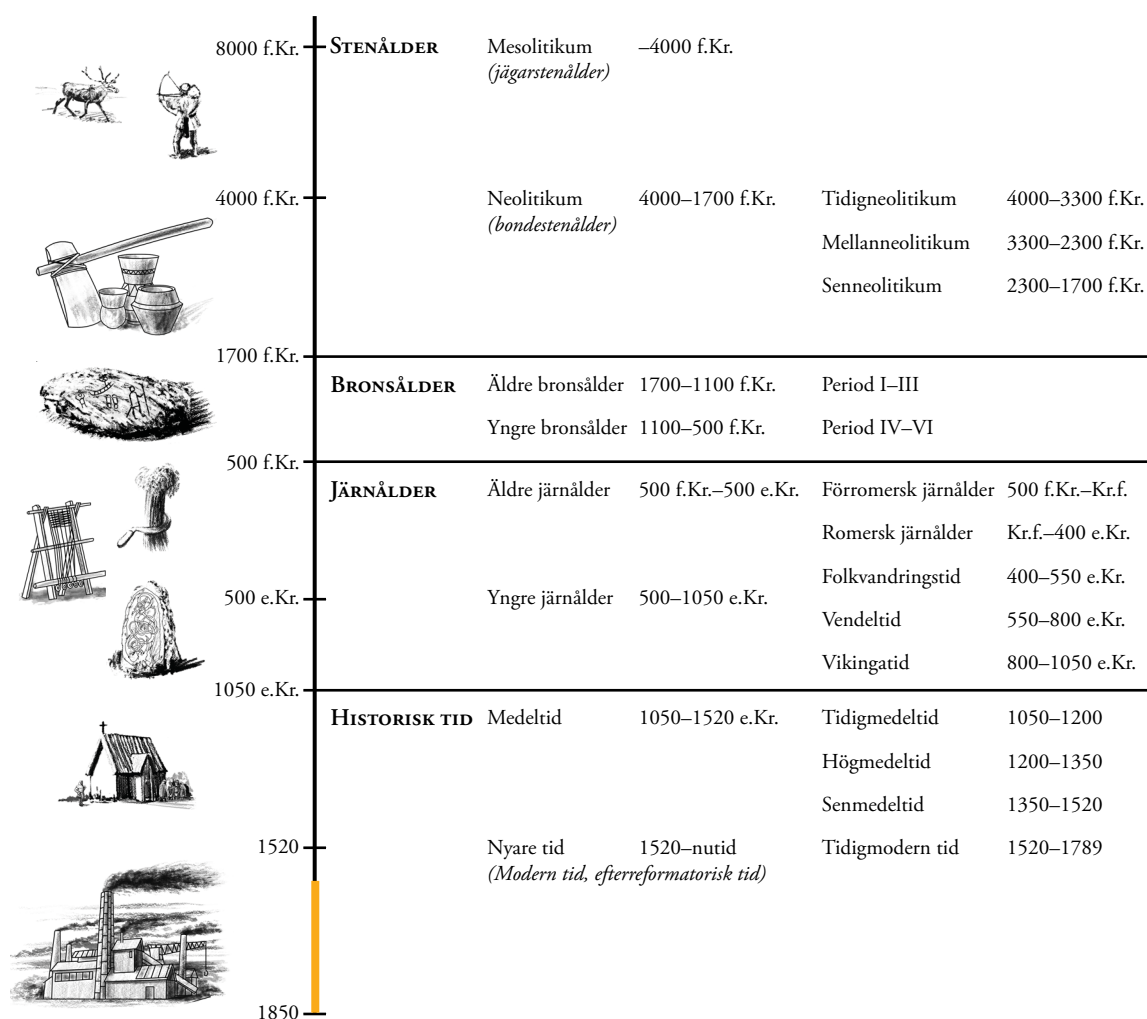 8000 f.Kr. STENÅLDER Mesolitikum –4000 f.Kr.
(jägarstenålder)
4000 f.Kr. Neolitikum 4000–1700 f.Kr. Tidigneolitikum 4000–3300 f.Kr.
(bondestenålder)
Mellanneolitikum 3300–2300 f.Kr.
Senneolitikum 2300–1700 f.Kr.
1700 f.Kr.
BRONSÅLDER Äldre bronsålder 1700–1100 f.Kr. Period I–III
Yngre bronsålder 1100–500 f.Kr. Period IV–VI
500 f.Kr.
JÄRNÅLDER Äldre järnålder 500 f.Kr.–500 e.Kr. Förromersk järnålder 500 f.Kr.–Kr.f.
Romersk järnålder Kr.f.–400 e.Kr.
Folkvandringstid 400–550 e.Kr.
500 e.Kr. Yngre järnålder 500–1050 e.Kr.
Vendeltid 550–800 e.Kr.
Vikingatid 800–1050 e.Kr.
1050 e.Kr.
HISTORISK TID Medeltid 1050–1520 e.Kr. Tidigmedeltid 1050–1200
Högmedeltid 1200–1350
Senmedeltid 1350–1520
1520 Nyare tid 1520–nutid Tidigmodern tid 1520–1789
(Modern tid, efterreformatorisk tid)
1850